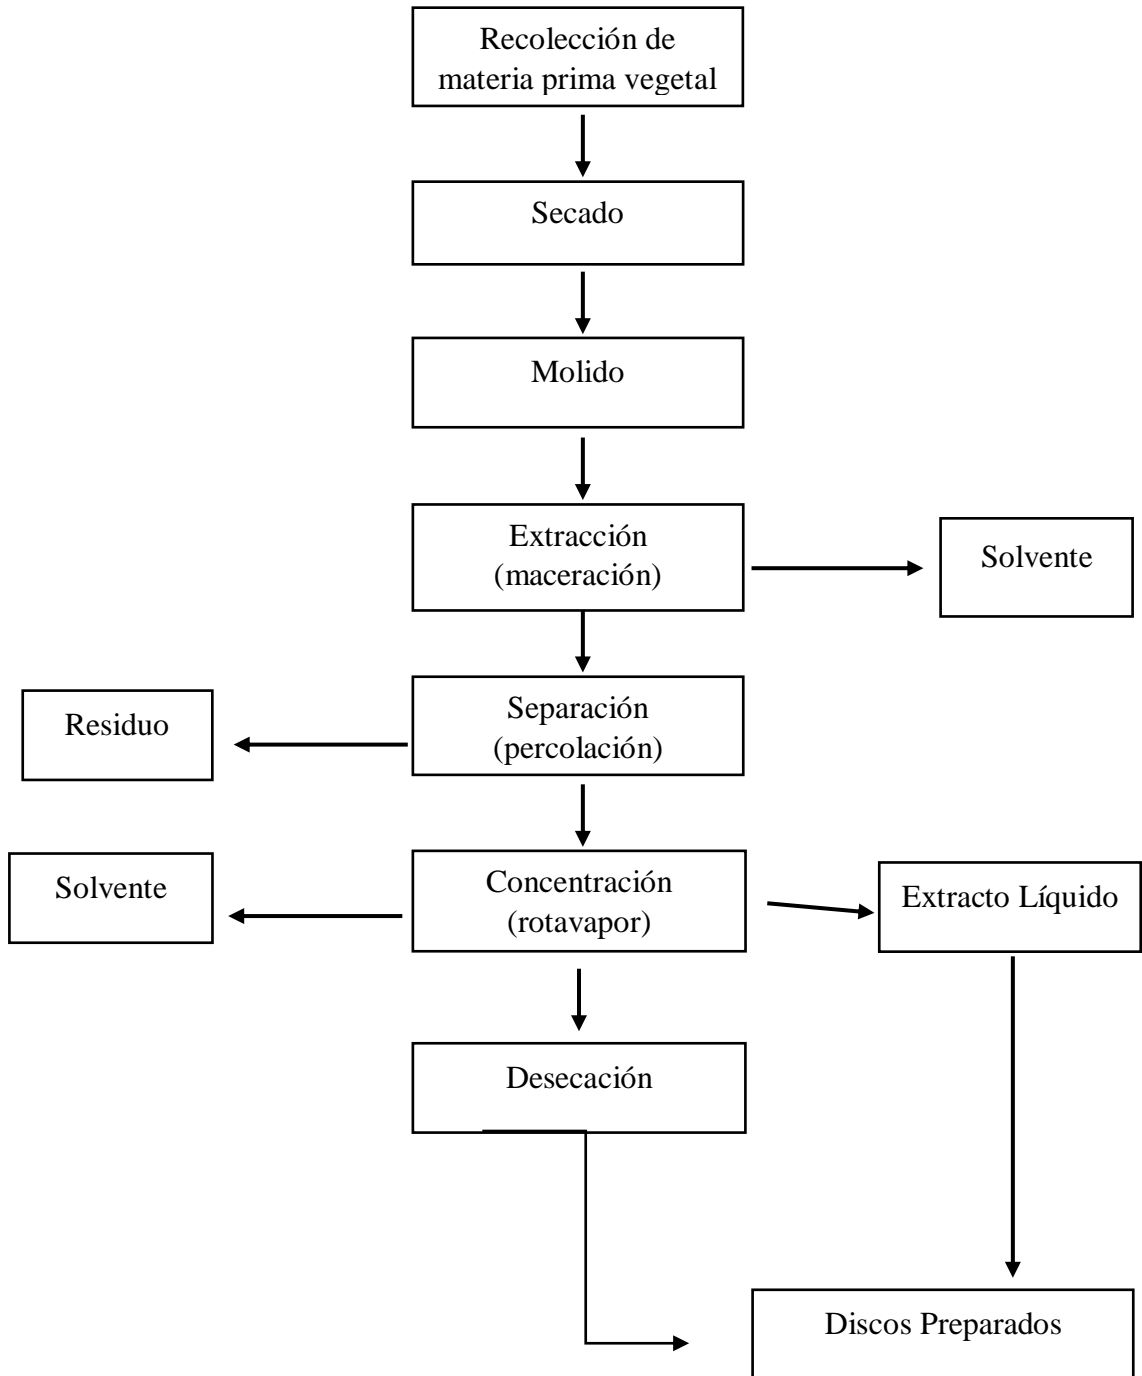 Recolección de
materia prima vegetal
Secado
Molido
Extracción
(maceración)
Solvente
Separación
(percolación)
Residuo
Concentración
(rotavapor)
Solvente
Extracto Líquido
Desecación
Discos Preparados